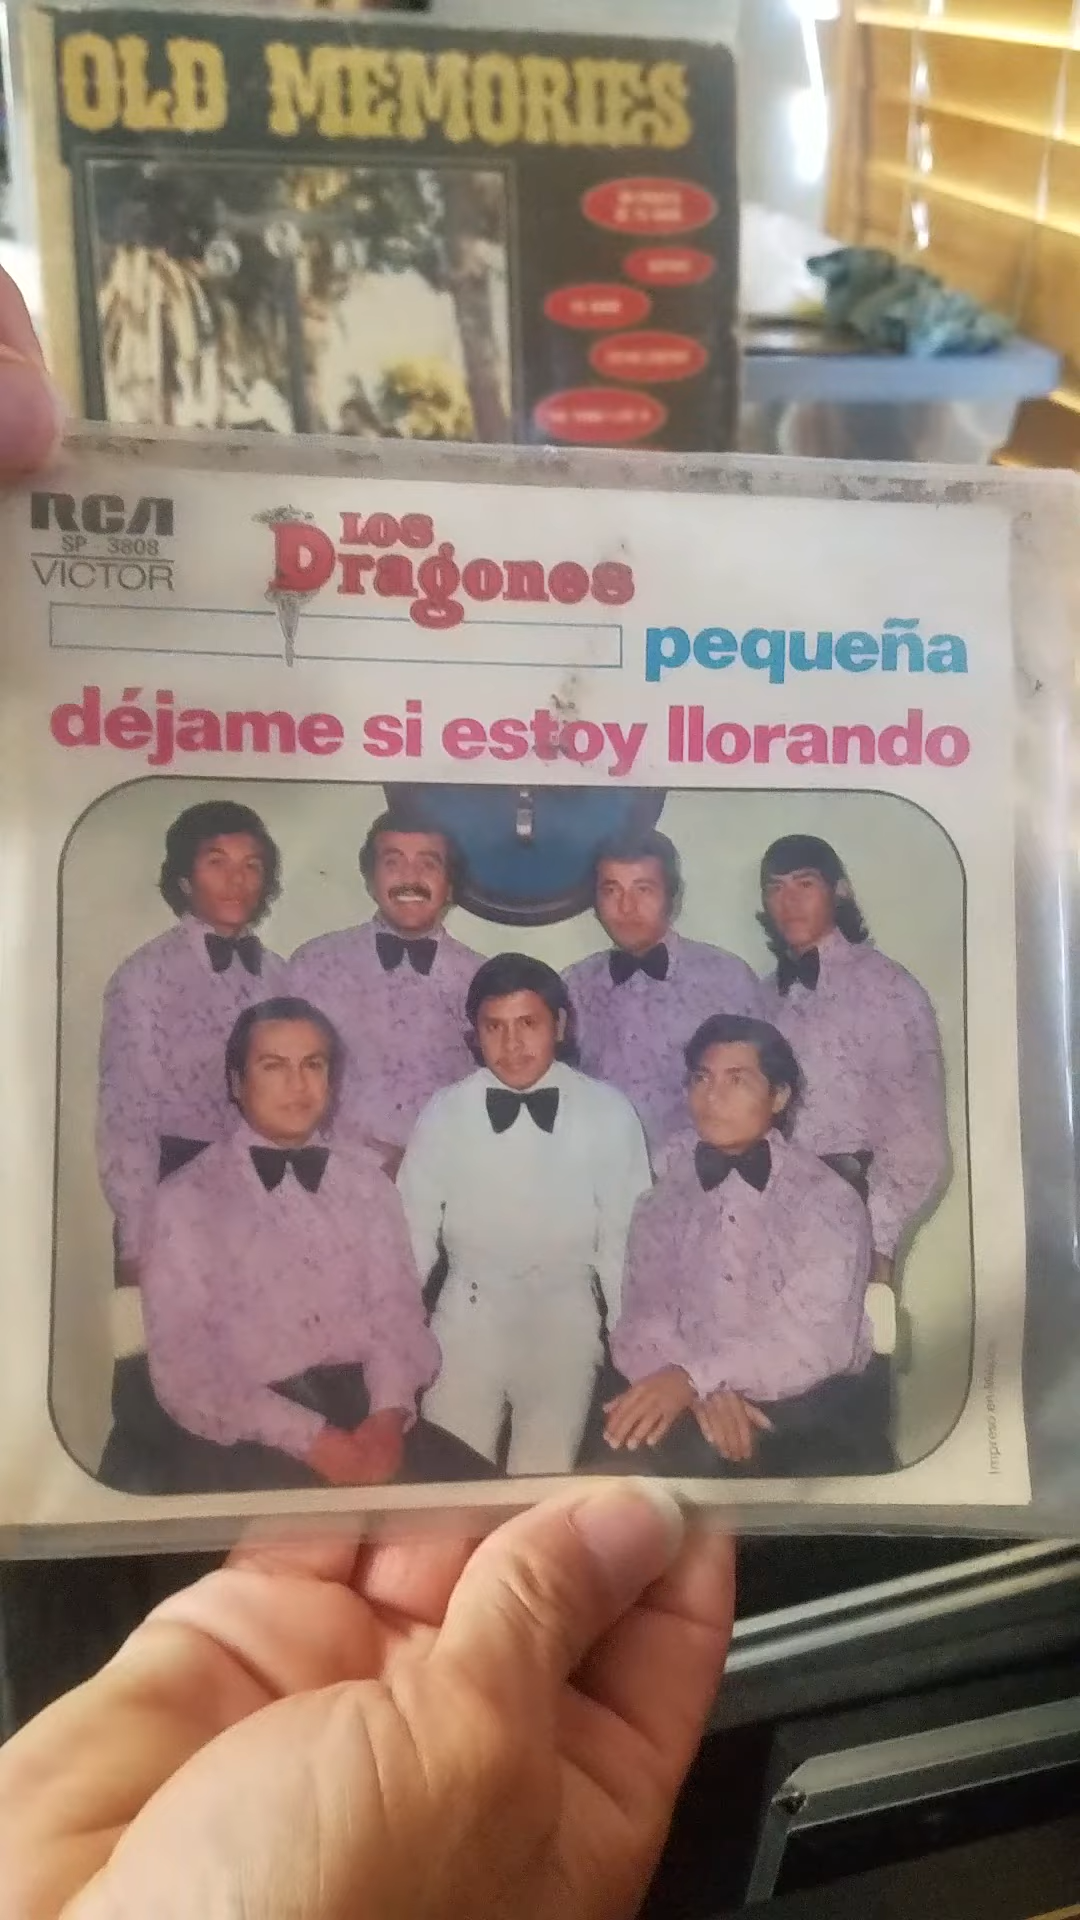 OLD MEMORIES
RCA
SP - 3808
VICTOR
LOS
Dragones
pequeña
déjame si estoy llorando
Impreso en México